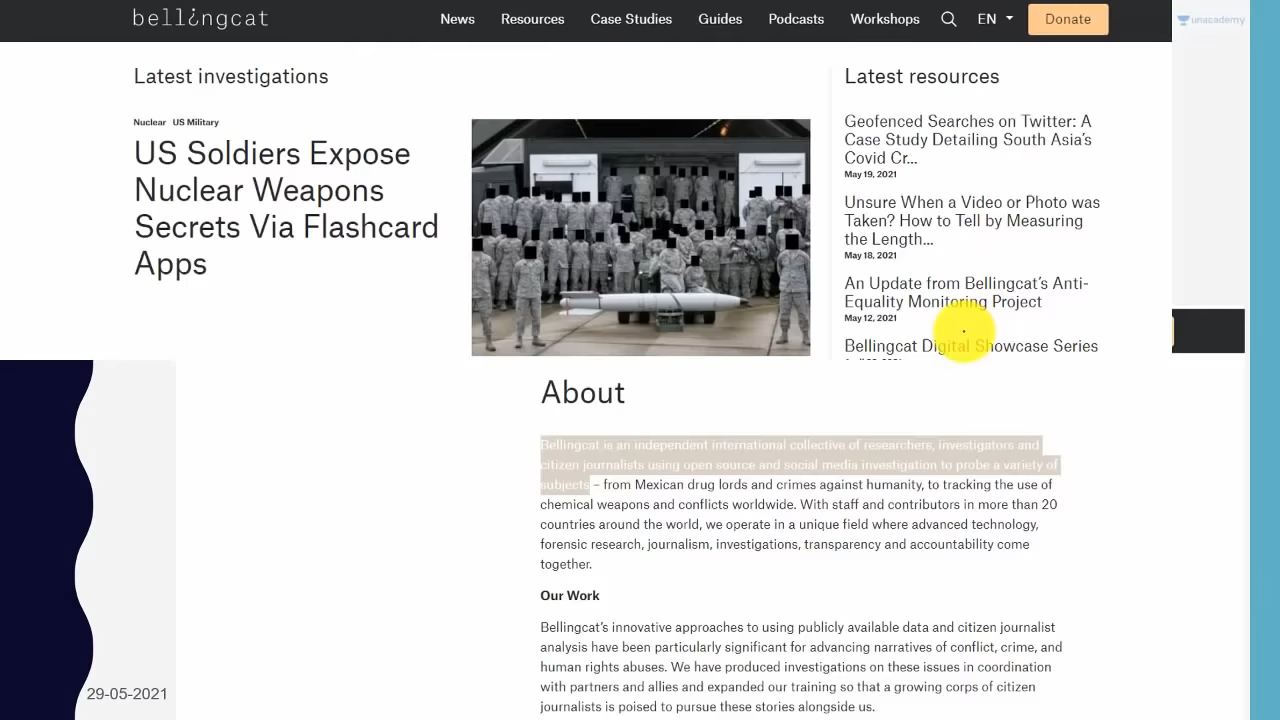 bellingcat
News Resources Case Studies Guides Podcasts Workshops EN Donate
unacademy
Latest investigations
Nuclear US Military
US Soldiers Expose
Nuclear Weapons
Secrets Via Flashcard
Apps
Latest resources
Geofenced Searches on Twitter: A
Case Study Detailing South Asia's
Covid Cr...
May 19, 2021
Unsure When a Video or Photo was
Taken? How to Tell by Measuring
the Length...
May 18, 2021
An Update from Bellingcat's Anti-
Equality Monitoring Project
May 12, 2021
Bellingcat Digital Showcase Series
About
Bellingcat is an independent international collective of researchers, investigators and
citizen journalists using open source and social media investigation to probe a variety of
subjects – from Mexican drug lords and crimes against humanity, to tracking the use of
chemical weapons and conflicts worldwide. With staff and contributors in more than 20
countries around the world, we operate in a unique field where advanced technology,
forensic research, journalism, investigations, transparency and accountability come
together.
Our Work
Bellingcat's innovative approaches to using publicly available data and citizen journalist
analysis have been particularly significant for advancing narratives of conflict, crime, and
human rights abuses. We have produced investigations on these issues in coordination
with partners and allies and expanded our training so that a growing corps of citizen
journalists is poised to pursue these stories alongside us.
29-05-2021